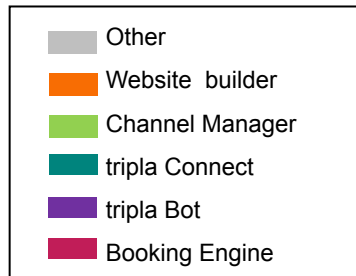 Other
Website builder
Channel Manager
tripla Connect
tripla Bot
Booking Engine